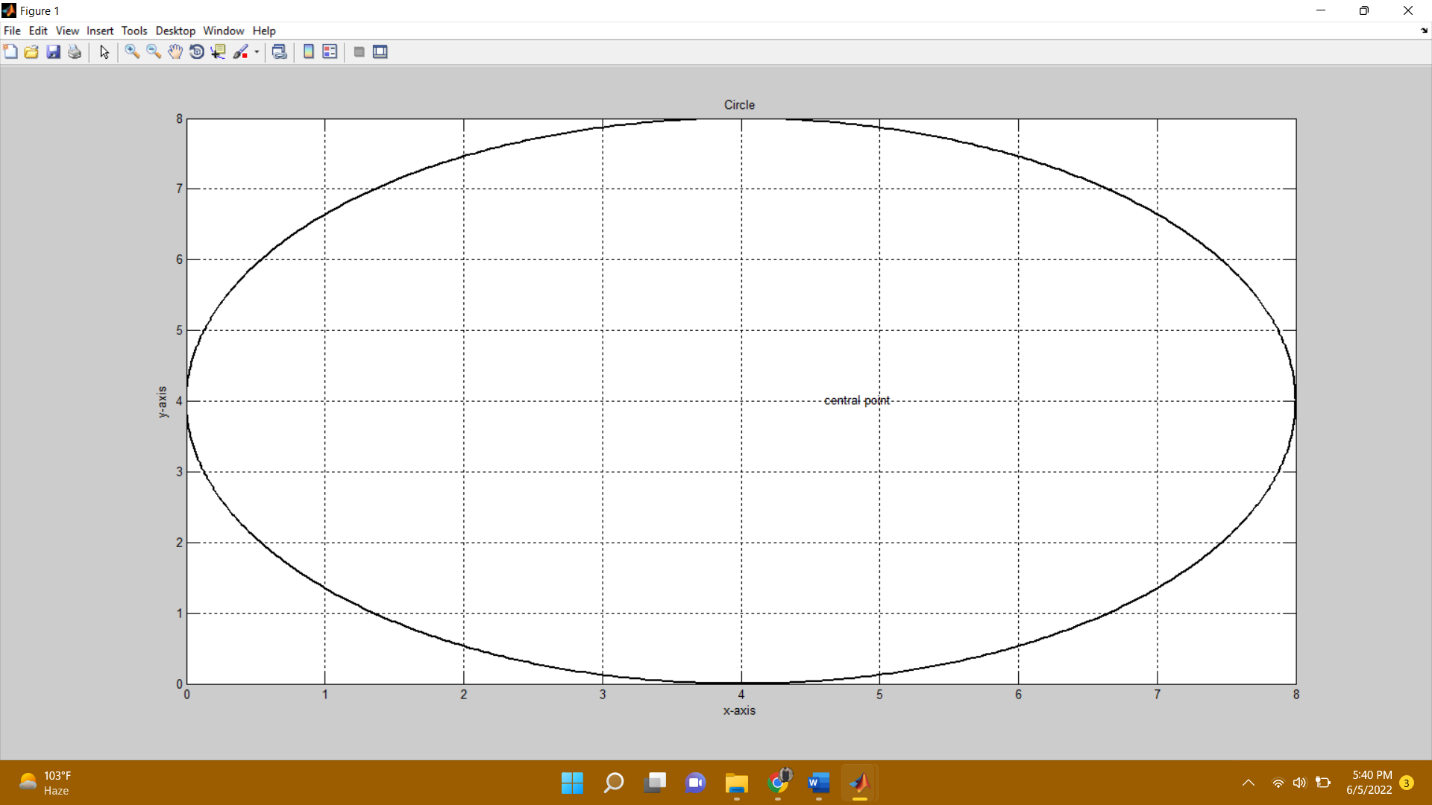 Figure 1
File Edit View Insert Tools Desktop Window Help
Circle
8
7
6
5
4
3
2
1
0
y-axis
central point
0 1 2 3 4 5 6 7 8
x-axis
103°F
Haze
5:40 PM
6/5/2022
3